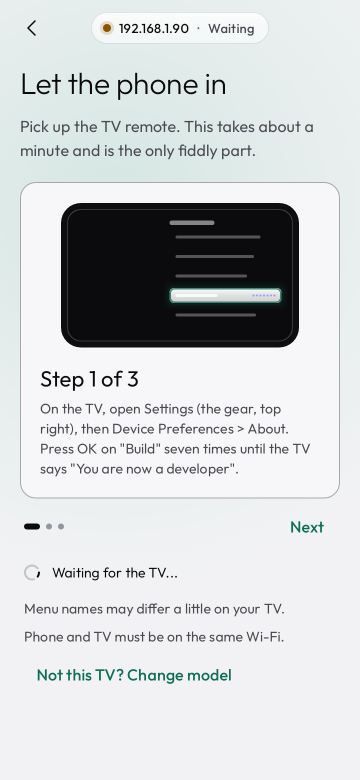 192.168.1.90 · Waiting
Let the phone in
Pick up the TV remote. This takes about a
minute and is the only fiddly part.
Step 1 of 3
On the TV, open Settings (the gear, top
right), then Device Preferences > About.
Press OK on "Build" seven times until the TV
says "You are now a developer".
Next
Waiting for the TV...
Menu names may differ a little on your TV.
Phone and TV must be on the same Wi-Fi.
Not this TV? Change model